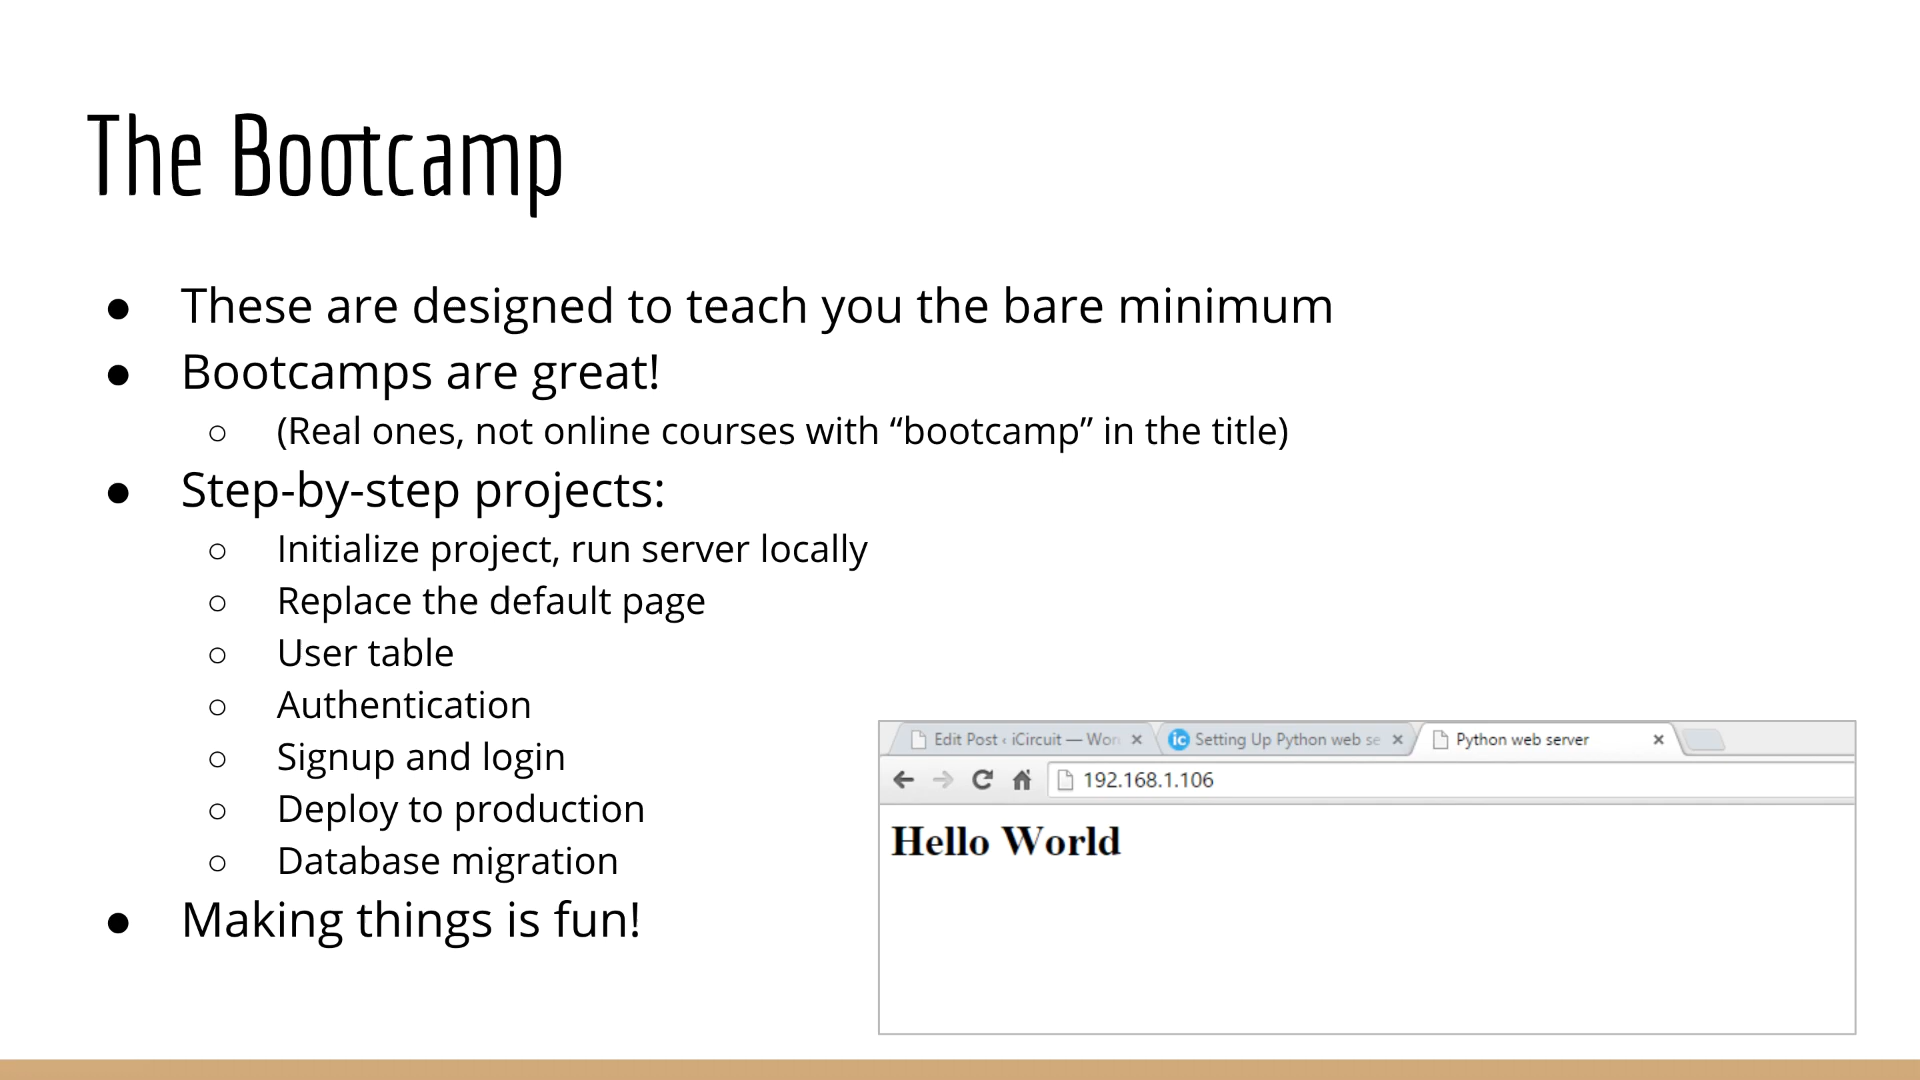 The Bootcamp
● These are designed to teach you the bare minimum
● Bootcamps are great!
○ (Real ones, not online courses with “bootcamp” in the title)
● Step-by-step projects:
○ Initialize project, run server locally
○ Replace the default page
○ User table
○ Authentication
○ Signup and login
○ Deploy to production
○ Database migration
● Making things is fun!
Edit Post ‹ iCircuit — Wor
ic Setting Up Python web se
Python web server
192.168.1.106
Hello World